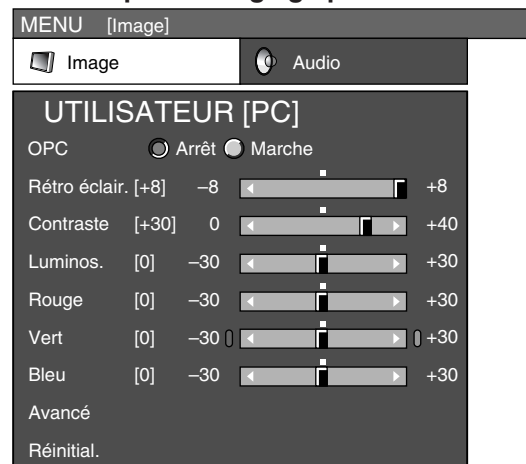 MENU [Image]
Image Audio
UTILISATEUR [PC]
OPC Arrêt Marche
Rétro éclair. [+8] –8 +8
Contraste [+30] 0 +40
Luminos. [0] –30 +30
Rouge [0] –30 +30
Vert [0] –30 +30
Bleu [0] –30 +30
Avancé
Réinitial.